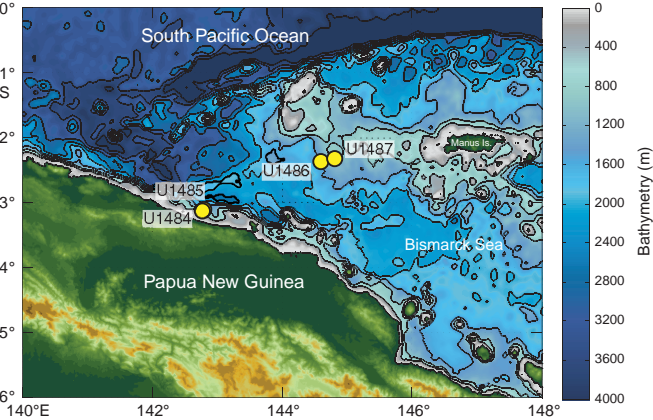 0°
South Pacific Ocean
1°
S
2°
Manus Is.
U1487
U1486
U1485
3°
U1484
Bismarck Sea
4°
Papua New Guinea
5°
6°
140°E
142°
144°
146°
148°
0
400
800
1200
1600
2000
2400
2800
3200
3600
4000
Bathymetry (m)